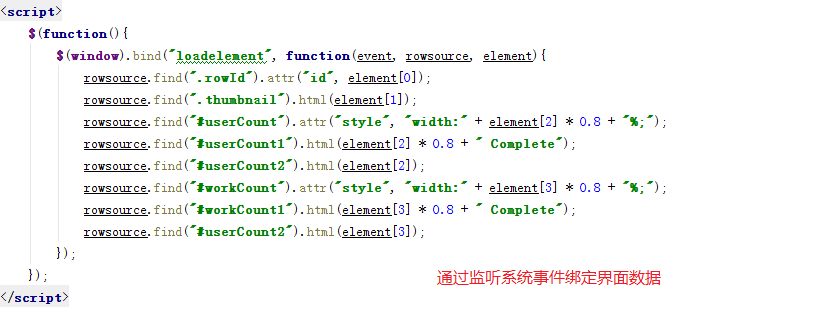 <script>
$(function(){
$(window).bind("loadelement", function(event, rowsource, element){
rowsource.find(".rowId").attr("id", element[0]);
rowsource.find(".thumbnail").html(element[1]);
rowsource.find("#userCount").attr("style", "width:" + element[2] * 0.8 + "%;");
rowsource.find("#userCount1").html(element[2] * 0.8 + " Complete");
rowsource.find("#userCount2").html(element[2]);
rowsource.find("#workCount").attr("style", "width:" + element[3] * 0.8 + "%;");
rowsource.find("#workCount1").html(element[3] * 0.8 + " Complete");
rowsource.find("#userCount2").html(element[3]);
});
});
通过监听系统事件绑定界面数据
</script>